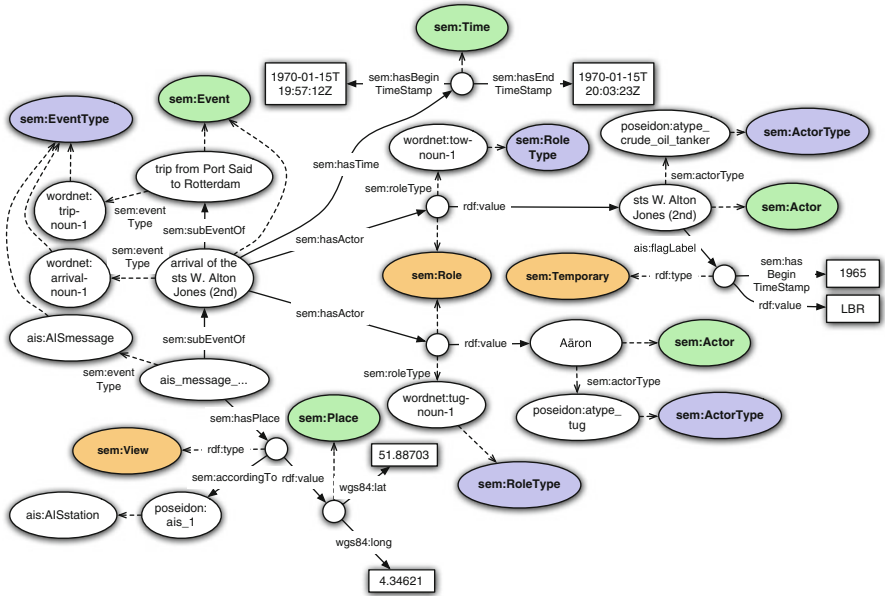 sem:Time
1970-01-15T
19:57:12Z
sem:hasBegin
TimeStamp
sem:hasEnd
TimeStamp
1970-01-15T
20:03:23Z
sem:EventType
sem:Event
sem:hasTime
wordnet:tow-
noun-1
sem:Role
Type
poseidon:atype_
crude_oil_tanker
sem:ActorType
trip from Port Said
to Rotterdam
sem:roleType
sem:actorType
wordnet:
trip-
noun-1
sem:event
Type
rdf:value
sts W. Alton
Jones (2nd)
sem:Actor
sem:subEventOf
sem:hasActor
wordnet:
arrival-
noun-1
sem:event
Type
arrival of the
sts W. Alton
Jones (2nd)
sem:Role
ais:flagLabel
sem:Temporary
rdf:type
sem:has
Begin
TimeStamp
1965
rdf:value
LBR
sem:hasActor
ais:AISmessage
sem:subEventOf
rdf:value
Aäron
sem:Actor
sem:event
Type
ais_message_...
sem:roleType
sem:actorType
wordnet:tug-
noun-1
poseidon:atype_
tug
sem:ActorType
sem:hasPlace
sem:Place
sem:View
rdf:type
51.88703
sem:accordingTo
rdf:value
wgs84:lat
sem:RoleType
ais:AISstation
poseidon:
ais_1
wgs84:long
4.34621